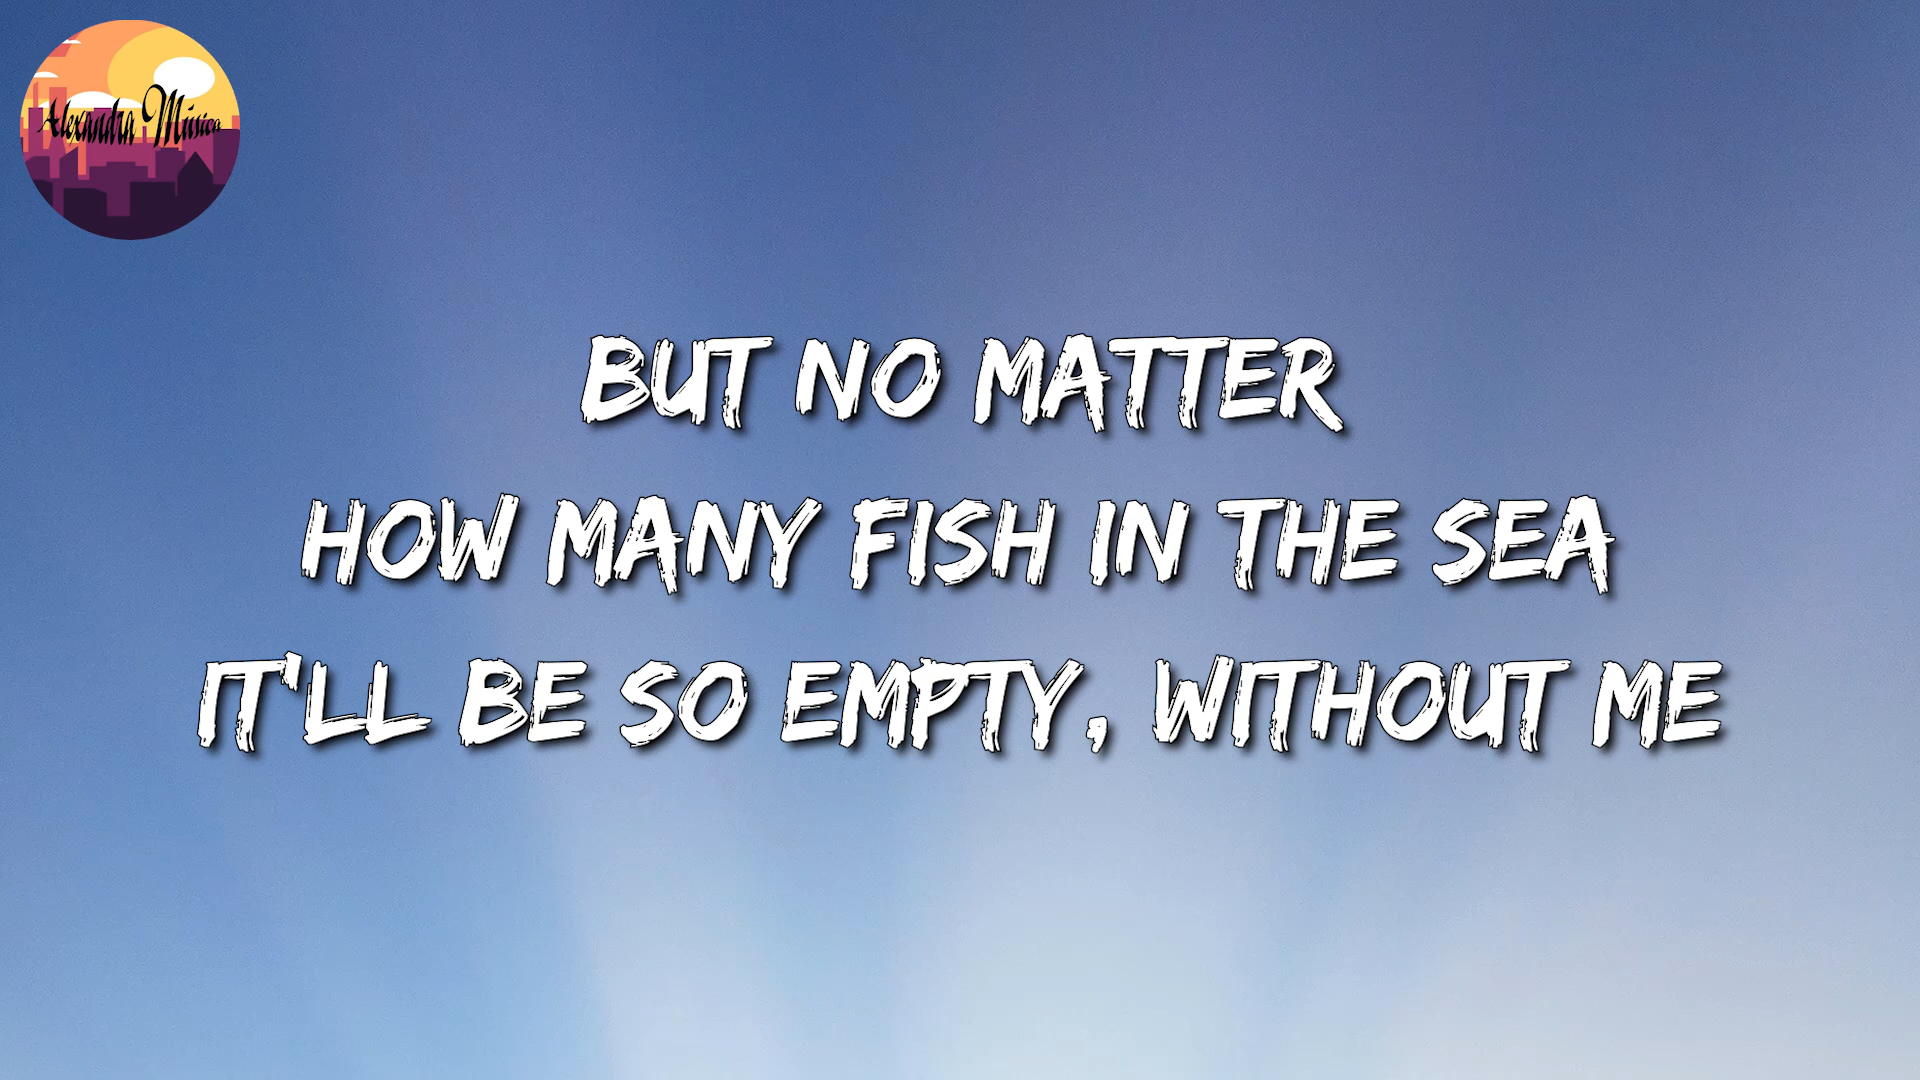 Alexandra Música
BUT NO MATTER
HOW MANY FISH IN THE SEA
IT'LL BE SO EMPTY, WITHOUT ME